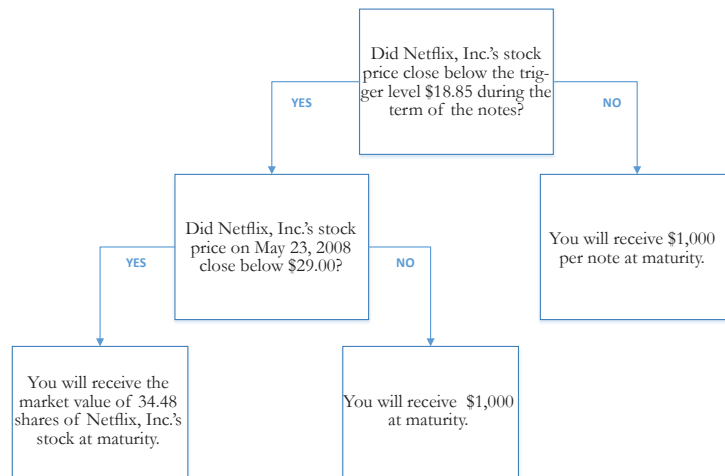 Did Netflix, Inc.'s stock
price close below the trig-
ger level $18.85 during the
term of the notes?
YES
NO
Did Netflix, Inc.'s stock
price on May 23, 2008
close below $29.00?
You will receive $1,000
per note at maturity.
YES
NO
You will receive the
market value of 34.48
shares of Netflix, Inc.'s
stock at maturity.
You will receive $1,000
at maturity.